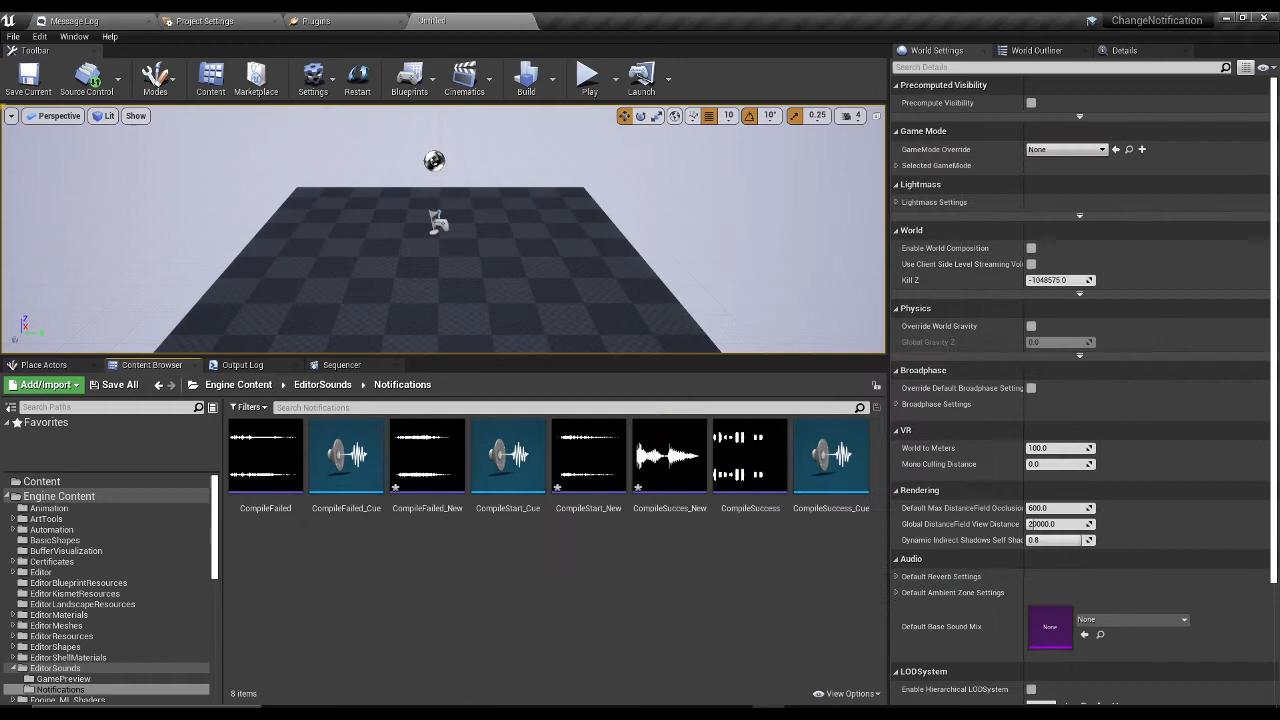 Message Log
Project Settings
Plugins
Untitled
ChangeNotification
File Edit Window Help
Toolbar
World Settings
World Outliner
Details
Save Current
Source Control
Modes
Content
Marketplace
Settings
Restart
Blueprints
Cinematics
Build
Play
Launch
Search Details
Perspective
Lit
Show
10
10°
0.25
4
Precomputed Visibility
Precompute Visibility
Game Mode
GameMode Override None
Selected GameMode
Lightmass
Lightmass Settings
World
Enable World Composition
Use Client Side Level Streaming Vol
Kill Z -1048575.0
Physics
Override World Gravity
Global Gravity Z 0.0
Broadphase
Override Default Broadphase Setting
Broadphase Settings
VR
World to Meters 100.0
Mono Culling Distance 0.0
Rendering
Default Max DistanceField Occlusion 600.0
Global DistanceField View Distance 20000.0
Dynamic Indirect Shadows Self Shad 0.8
Audio
Default Reverb Settings
Default Ambient Zone Settings
Default Base Sound Mix None None
LODSystem
Enable Hierarchical LODSystem
Z
X
Place Actors
Content Browser
Output Log
Sequencer
Add/Import
Save All
Engine Content
EditorSounds
Notifications
Search Paths
Filters
Search Notifications
Favorites
Content
Engine Content
Animation
ArtTools
Automation
BasicShapes
BufferVisualization
Certificates
Editor
EditorBlueprintResources
EditorKismetResources
EditorLandscapeResources
EditorMaterials
EditorMeshes
EditorResources
EditorShapes
EditorShellMaterials
EditorSounds
GamePreview
Notifications
Engine_MI_Shaders
CompileFailed
CompileFailed_Cue
CompileFailed_New
CompileStart_Cue
CompileStart_New
CompileSucces_New
CompileSuccess
CompileSuccess_Cue
8 items
View Options